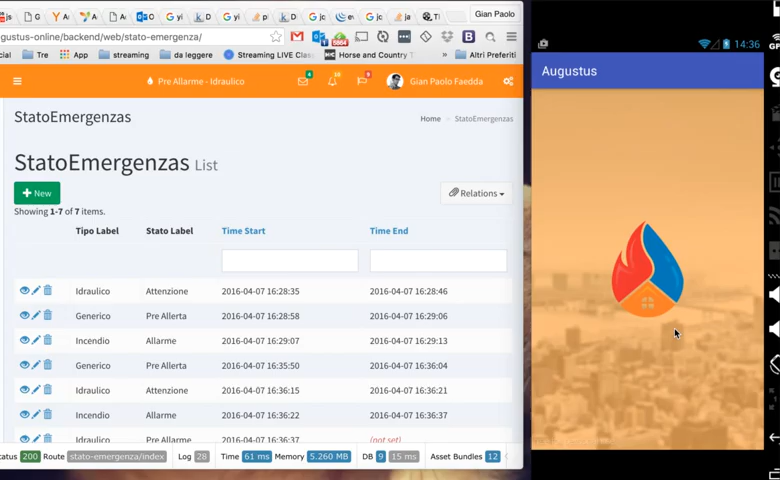 Gian Paolo
gustus-online/backend/web/stato-emergenza/
cial Tre App streaming da leggere Streaming LIVE Horse and Country T Altri Preferiti
Pre Allarme - Idraulico
Gian Paolo Faedda
StatoEmergenzas
Home StatoEmergenzas
StatoEmergenzas List
New
Relations
Showing 1-7 of 7 items.
Tipo Label Stato Label Time Start Time End
Idraulico Attenzione 2016-04-07 16:28:35 2016-04-07 16:28:46
Generico Pre Allerta 2016-04-07 16:28:58 2016-04-07 16:29:06
Incendio Allarme 2016-04-07 16:29:07 2016-04-07 16:29:13
Generico Pre Allerta 2016-04-07 16:35:50 2016-04-07 16:36:04
Idraulico Attenzione 2016-04-07 16:36:15 2016-04-07 16:36:21
Incendio Allarme 2016-04-07 16:36:22 2016-04-07 16:36:37
Idraulico Pre Allarme 2016-04-07 16:36:37 (not set)
tatus 200 Route stato-emergenza/index Log 28 Time 61 ms Memory 5.260 MB DB 9 15 ms Asset Bundles 12
14:36
Augustus